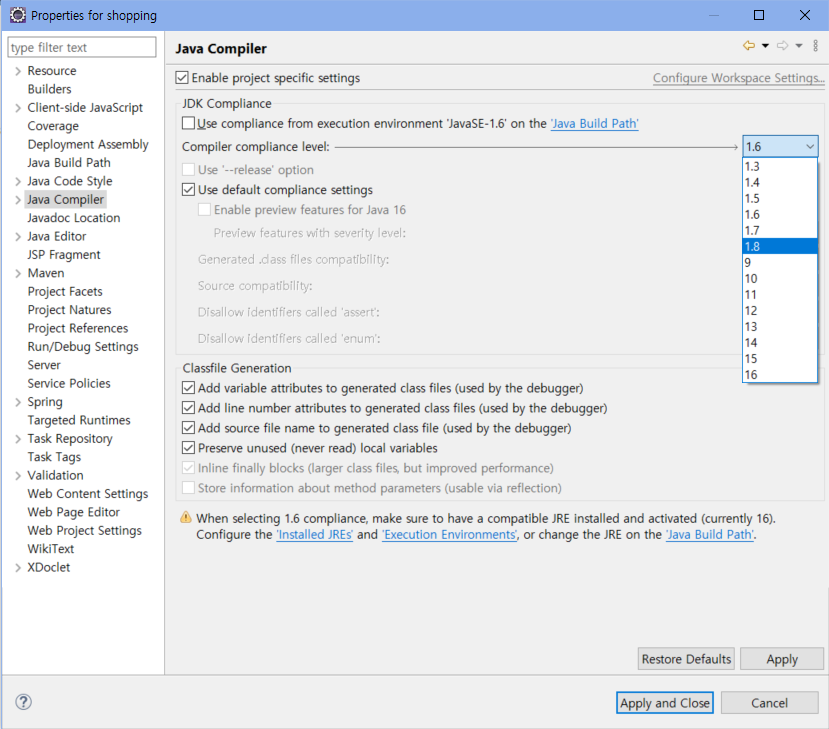 Properties for shopping
type filter text
Resource
Builders
Client-side JavaScript
Coverage
Deployment Assembly
Java Build Path
Java Code Style
Java Compiler
Javadoc Location
Java Editor
JSP Fragment
Maven
Project Facets
Project Natures
Project References
Run/Debug Settings
Server
Service Policies
Spring
Targeted Runtimes
Task Repository
Task Tags
Validation
Web Content Settings
Web Page Editor
Web Project Settings
WikiText
XDoclet
Java Compiler
Enable project specific settings
Configure Workspace Settings...
JDK Compliance
Use compliance from execution environment 'JavaSE-1.6' on the 'Java Build Path'
Compiler compliance level:
1.6
1.3
1.4
1.5
1.6
1.7
1.8
9
10
11
12
13
14
15
16
Use '--release' option
Use default compliance settings
Enable preview features for Java 16
Preview features with severity level:
Generated .class files compatibility:
Source compatibility:
Disallow identifiers called 'assert':
Disallow identifiers called 'enum':
Classfile Generation
Add variable attributes to generated class files (used by the debugger)
Add line number attributes to generated class files (used by the debugger)
Add source file name to generated class file (used by the debugger)
Preserve unused (never read) local variables
Inline finally blocks (larger class files, but improved performance)
Store information about method parameters (usable via reflection)
When selecting 1.6 compliance, make sure to have a compatible JRE installed and activated (currently 16).
Configure the 'Installed JREs' and 'Execution Environments', or change the JRE on the 'Java Build Path'.
Restore Defaults
Apply
Apply and Close
Cancel